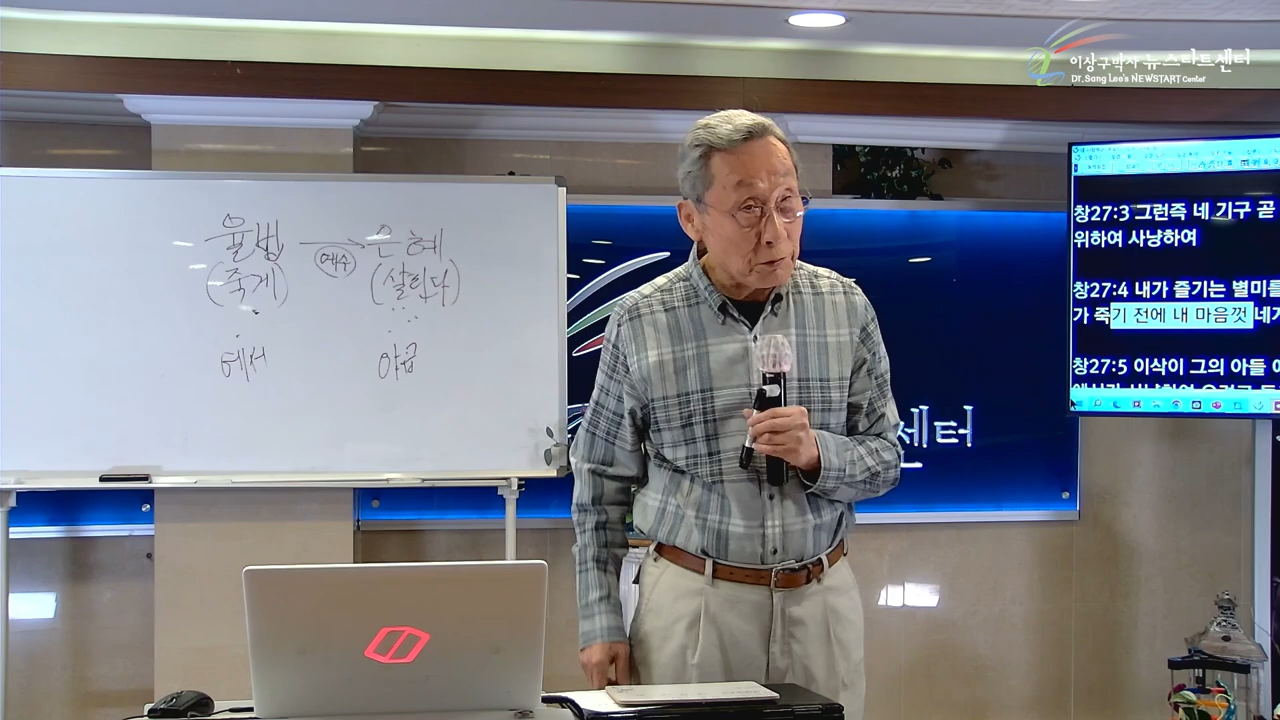 이상구박사 뉴스타트센터
Dr. Sang Lee's NEWSTART Center
율법 → 은혜
예수
(죽게) (살린다)
에서 야곱
센터
창27:3 그런즉 네 기구 곧
위하여 사냥하여
창27:4 내가 즐기는 별미를
가 죽기 전에 내 마음껏 네게
창27:5 이삭이 그의 아들